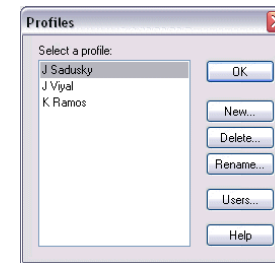 Profiles
Select a profile:
J Sadusky
J Viyal
K Ramos
OK
New...
Delete...
Rename...
Users...
Help